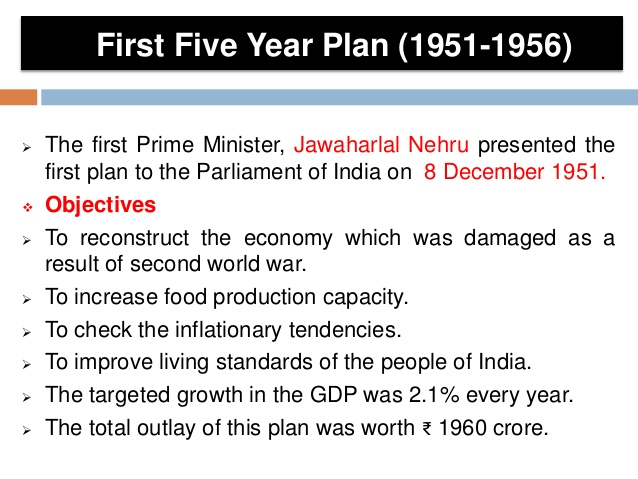 First Five Year Plan (1951-1956)
➢ The first Prime Minister, Jawaharlal Nehru presented the
first plan to the Parliament of India on 8 December 1951.
❖ Objectives
➢ To reconstruct the economy which was damaged as a
result of second world war.
➢ To increase food production capacity.
➢ To check the inflationary tendencies.
➢ To improve living standards of the people of India.
➢ The targeted growth in the GDP was 2.1% every year.
➢ The total outlay of this plan was worth ₹ 1960 crore.